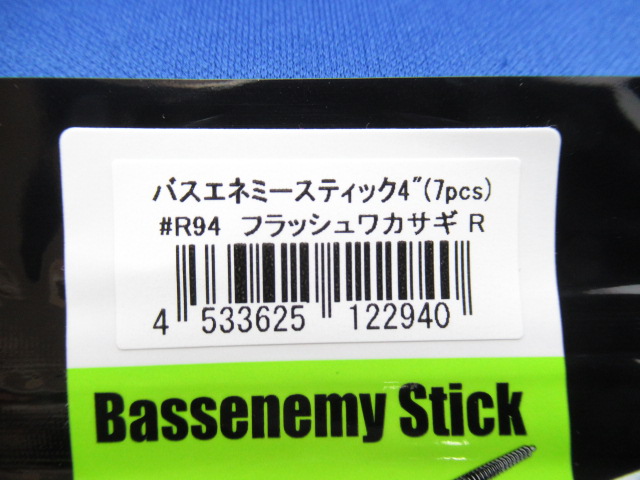 バスエネミースティック4"(7pcs)
#R94 フラッシュワカサギ R
4 533625 122940
Bassenemy Stick